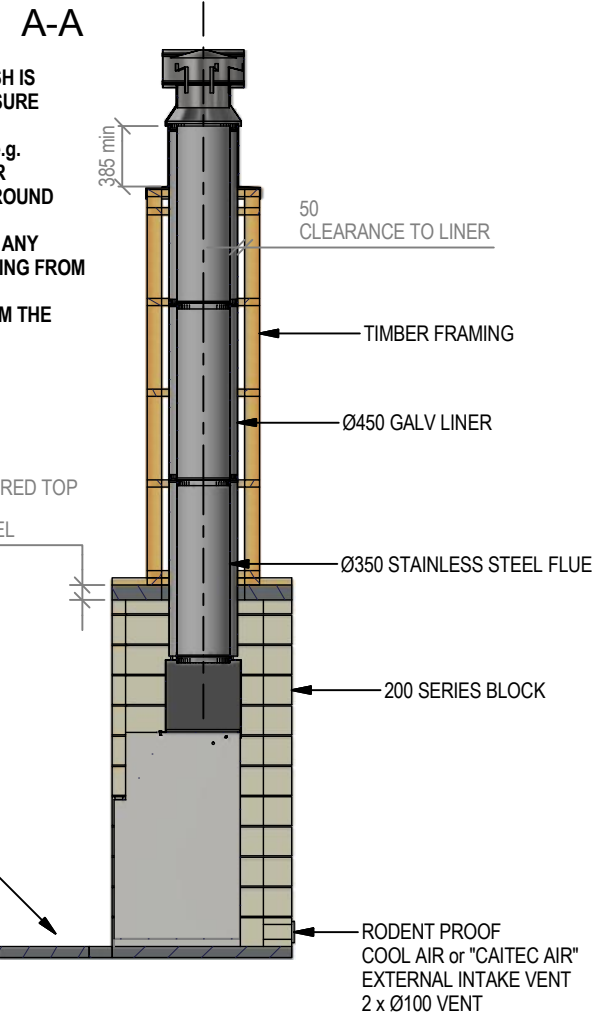 A-A
SH IS
SURE
e.g.
R
ROUND
ANY
ING FROM
M THE
385 min
50
CLEARANCE TO LINER
TIMBER FRAMING
Ø450 GALV LINER
RED TOP
EL
Ø350 STAINLESS STEEL FLUE
200 SERIES BLOCK
RODENT PROOF
COOL AIR or "CAITEC AIR"
EXTERNAL INTAKE VENT
2 x Ø100 VENT